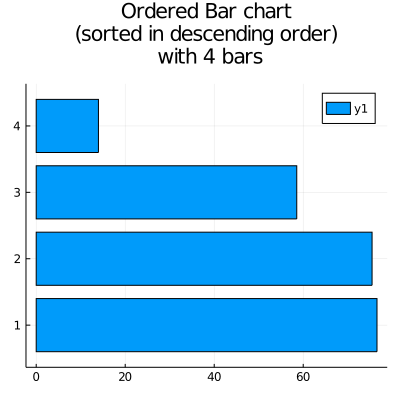 Ordered Bar chart
(sorted in descending order)
with 4 bars
y1
4
3
2
1
0 20 40 60